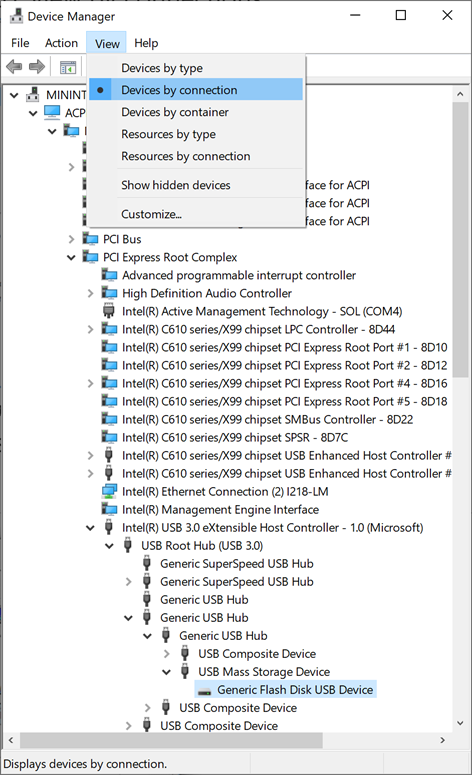 Device Manager
File Action View Help
Devices by type
Devices by connection
Devices by container
Resources by type
Resources by connection
Show hidden devices
Customize...
MININT
ACP
face for ACPI
face for ACPI
face for ACPI
PCI Bus
PCI Express Root Complex
Advanced programmable interrupt controller
High Definition Audio Controller
Intel(R) Active Management Technology - SOL (COM4)
Intel(R) C610 series/X99 chipset LPC Controller - 8D44
Intel(R) C610 series/X99 chipset PCI Express Root Port #1 - 8D10
Intel(R) C610 series/X99 chipset PCI Express Root Port #2 - 8D12
Intel(R) C610 series/X99 chipset PCI Express Root Port #4 - 8D16
Intel(R) C610 series/X99 chipset PCI Express Root Port #5 - 8D18
Intel(R) C610 series/X99 chipset SMBus Controller - 8D22
Intel(R) C610 series/X99 chipset SPSR - 8D7C
Intel(R) C610 series/X99 chipset USB Enhanced Host Controller #
Intel(R) C610 series/X99 chipset USB Enhanced Host Controller #
Intel(R) Ethernet Connection (2) I218-LM
Intel(R) Management Engine Interface
Intel(R) USB 3.0 eXtensible Host Controller - 1.0 (Microsoft)
USB Root Hub (USB 3.0)
Generic SuperSpeed USB Hub
Generic SuperSpeed USB Hub
Generic USB Hub
Generic USB Hub
Generic USB Hub
USB Composite Device
USB Mass Storage Device
Generic Flash Disk USB Device
USB Composite Device
USB Composite Device
Displays devices by connection.